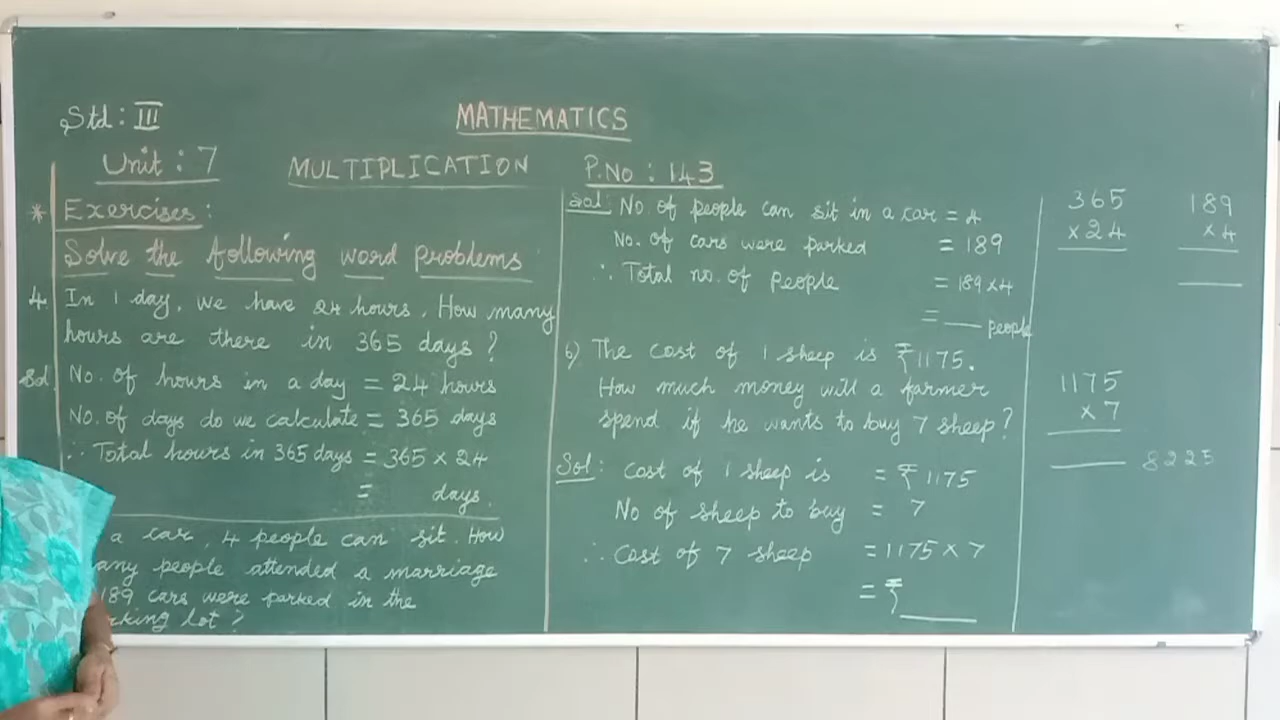 Std: III
MATHEMATICS
Unit: 7 MULTIPLICATION P.No: 143
* Exercises:
Solve the following word problems
4. In 1 day, we have 24 hours. How many
hours are there in 365 days?
Sol. No. of hours in a day = 24 hours
No. of days do we calculate = 365 days
∴ Total hours in 365 days = 365 × 24
= days.
a car, 4 people can sit. How
any people attended a marriage
189 cars were parked in the
rking lot?
Sol: No. of people can sit in a car = 4
No. of cars were parked = 189
∴ Total no. of people = 189 × 4
= ___ people
6) The cost of 1 sheep is ₹1175.
How much money will a farmer
spend if he wants to buy 7 sheep?
Sol: Cost of 1 sheep is = ₹1175
No of sheep to buy = 7
∴ Cost of 7 sheep = 1175 × 7
= ₹ ______
365 189
×24 ×4
1175
×7
8225